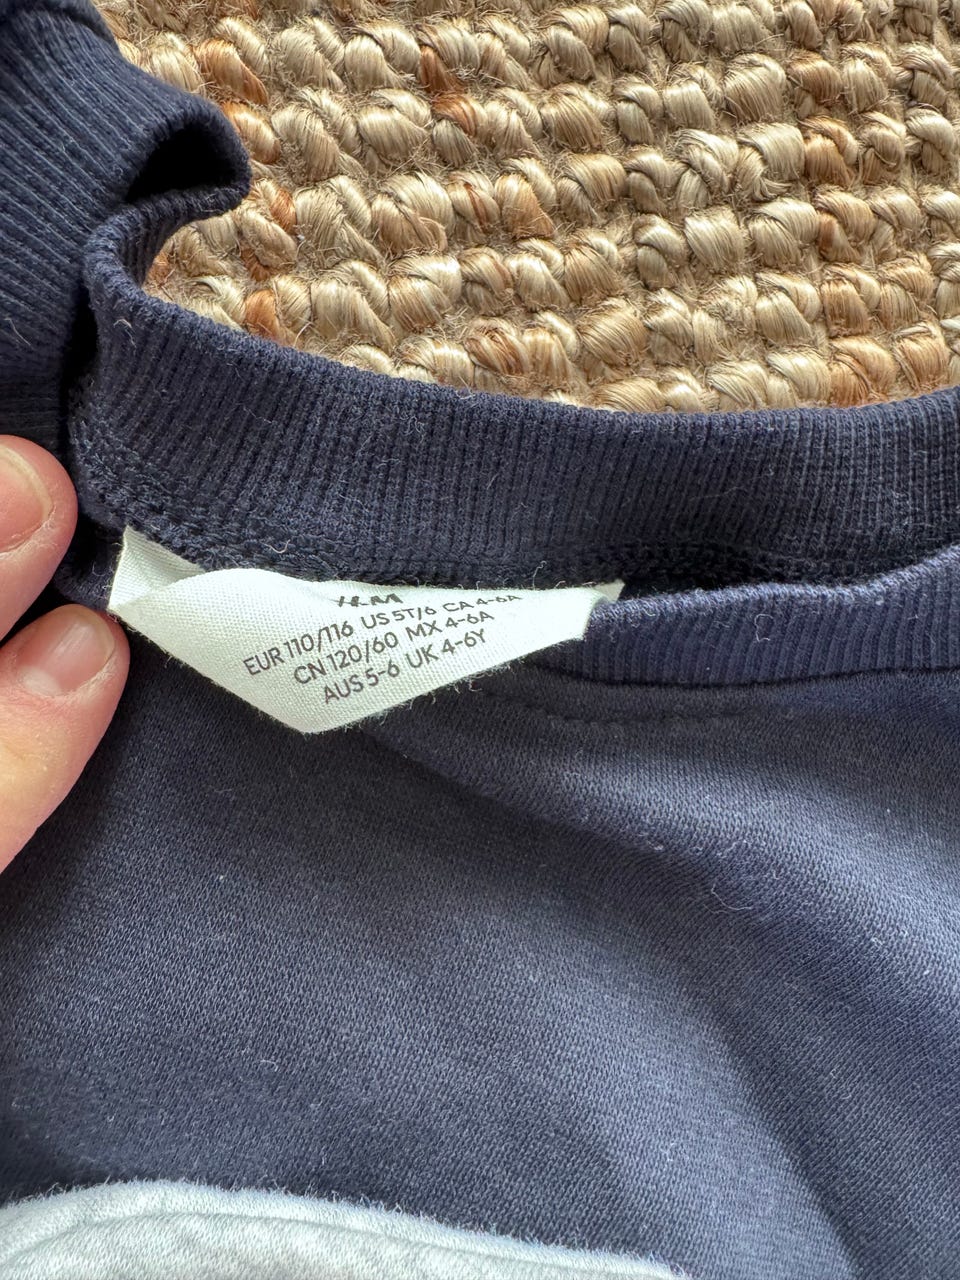 H&M
EUR 110/116 US 5T/6 CA 4-6A
CN 120/60 MX 4-6A
AUS 5-6 UK 4-6Y